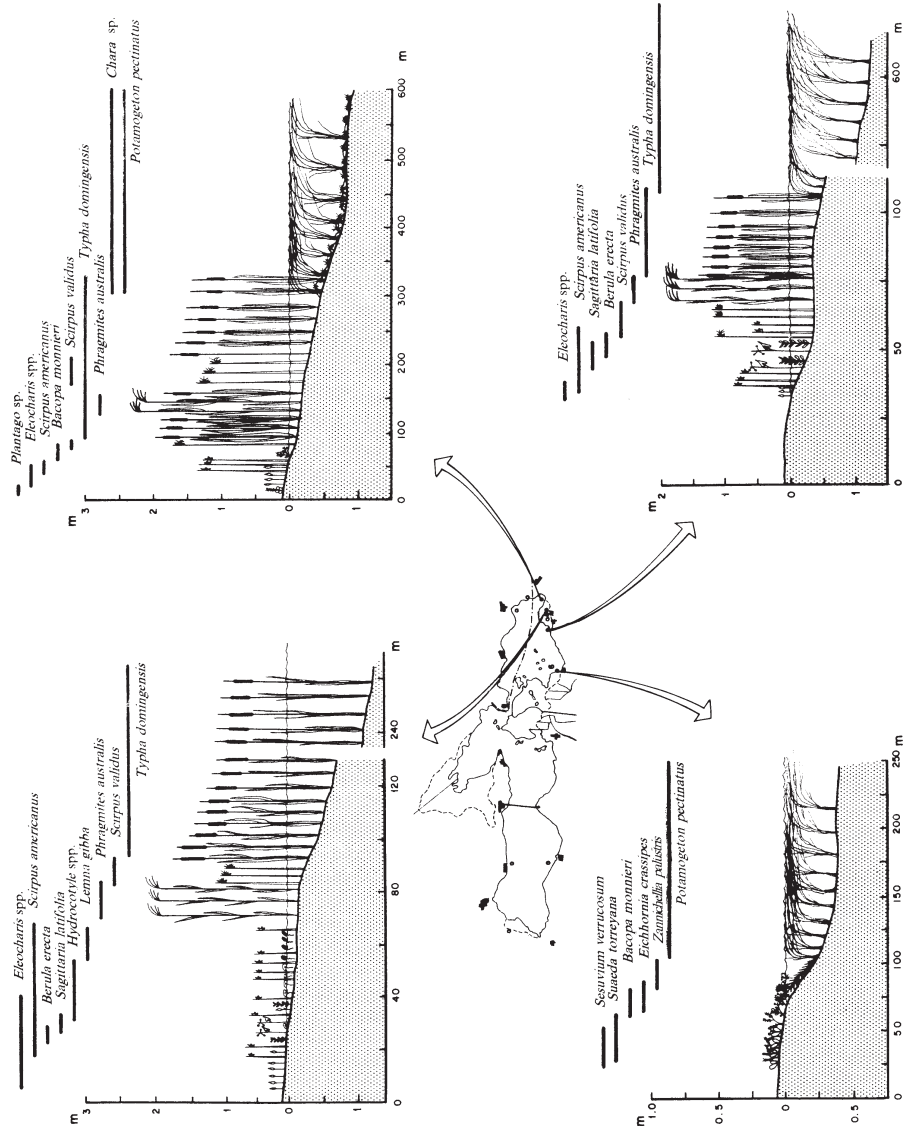 Eleocharis spp.
Scirpus americanus
Berula erecta
Sagittaria latifolia
Hydrocotyle spp.
Lemna gibba
Phragmites australis
Scirpus validus
Typha domingensis
m
3
2
1
0
1
0
40
80
120
240
m
Plantago sp.
Eleocharis spp.
Scirpus americanus
Bacopa monnieri
Scirpus validus
Typha domingensis
Phragmites australis
Chara sp.
Potamogeton pectinatus
m
3
2
1
0
1
0
100
200
300
400
500
600
m
Sesuvium verrucosum
Suaeda torreyana
Bacopa monnieri
Eichhornia crassipes
Zannichellia palustris
Potamogeton pectinatus
m
1.0
0.5
0
0.5
0
50
100
150
200
250
m
Eleocharis spp.
Scirpus americanus
Sagittaria latifolia
Berula erecta
Scirpus validus
Phragmites australis
Typha domingensis
m
2
1
0
1
0
50
100
600
m